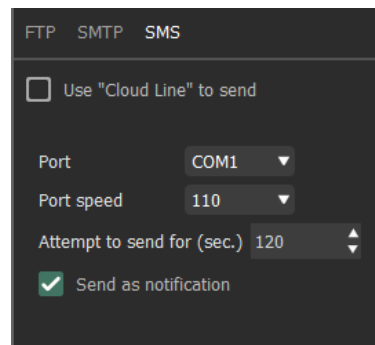 FTP SMTP SMS
Use "Cloud Line" to send
Port COM1
Port speed 110
Attempt to send for (sec.) 120
Send as notification